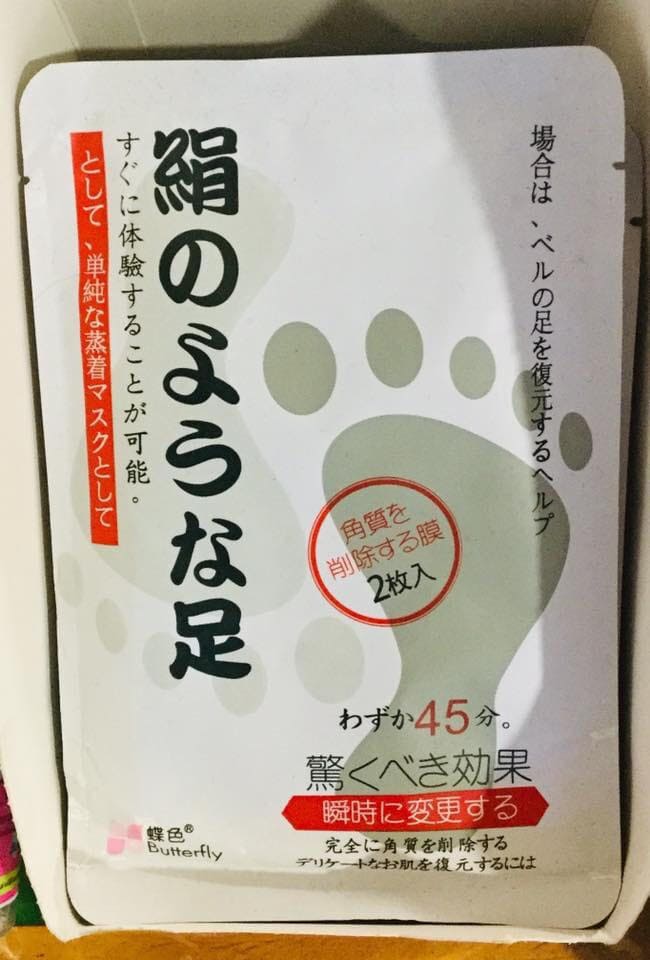 場合は、ベルの足を復元するヘルプ
絹のような足
すぐに体驗することが可能。
として、単純な蒸着マスクとして
角質を
削除する膜
2枚入
わずか45分。
驚くべき効果
瞬時に変更する
完全に角質を削除する
デリケートなお肌を復元するには
蝶色®
Butterfly